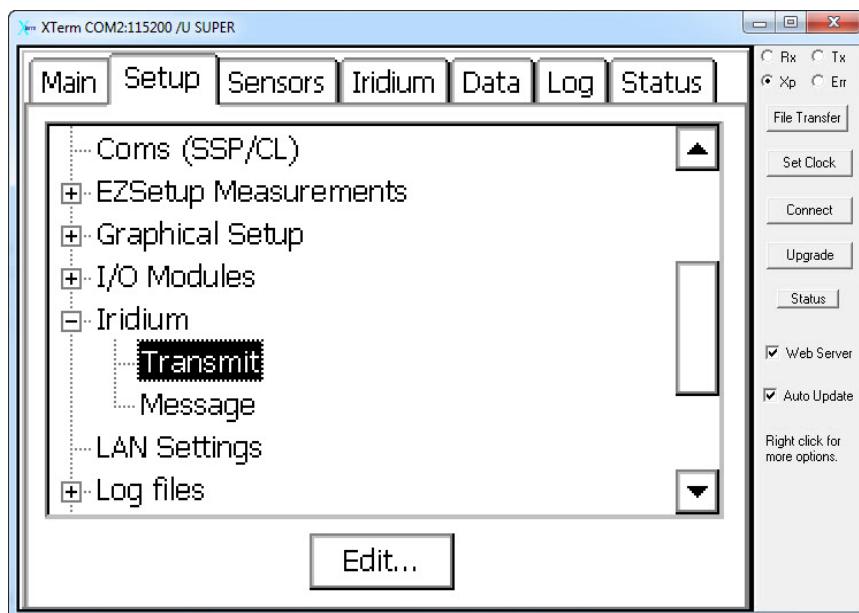 XTerm COM2:115200 /U SUPER
Main Setup Sensors Iridium Data Log Status
Coms (SSP/CL)
EZSetup Measurements
Graphical Setup
I/O Modules
Iridium
Transmit
Message
LAN Settings
Log files
Edit...
Rx Tx
Xp Err
File Transfer
Set Clock
Connect
Upgrade
Status
Web Server
Auto Update
Right click for
more options.